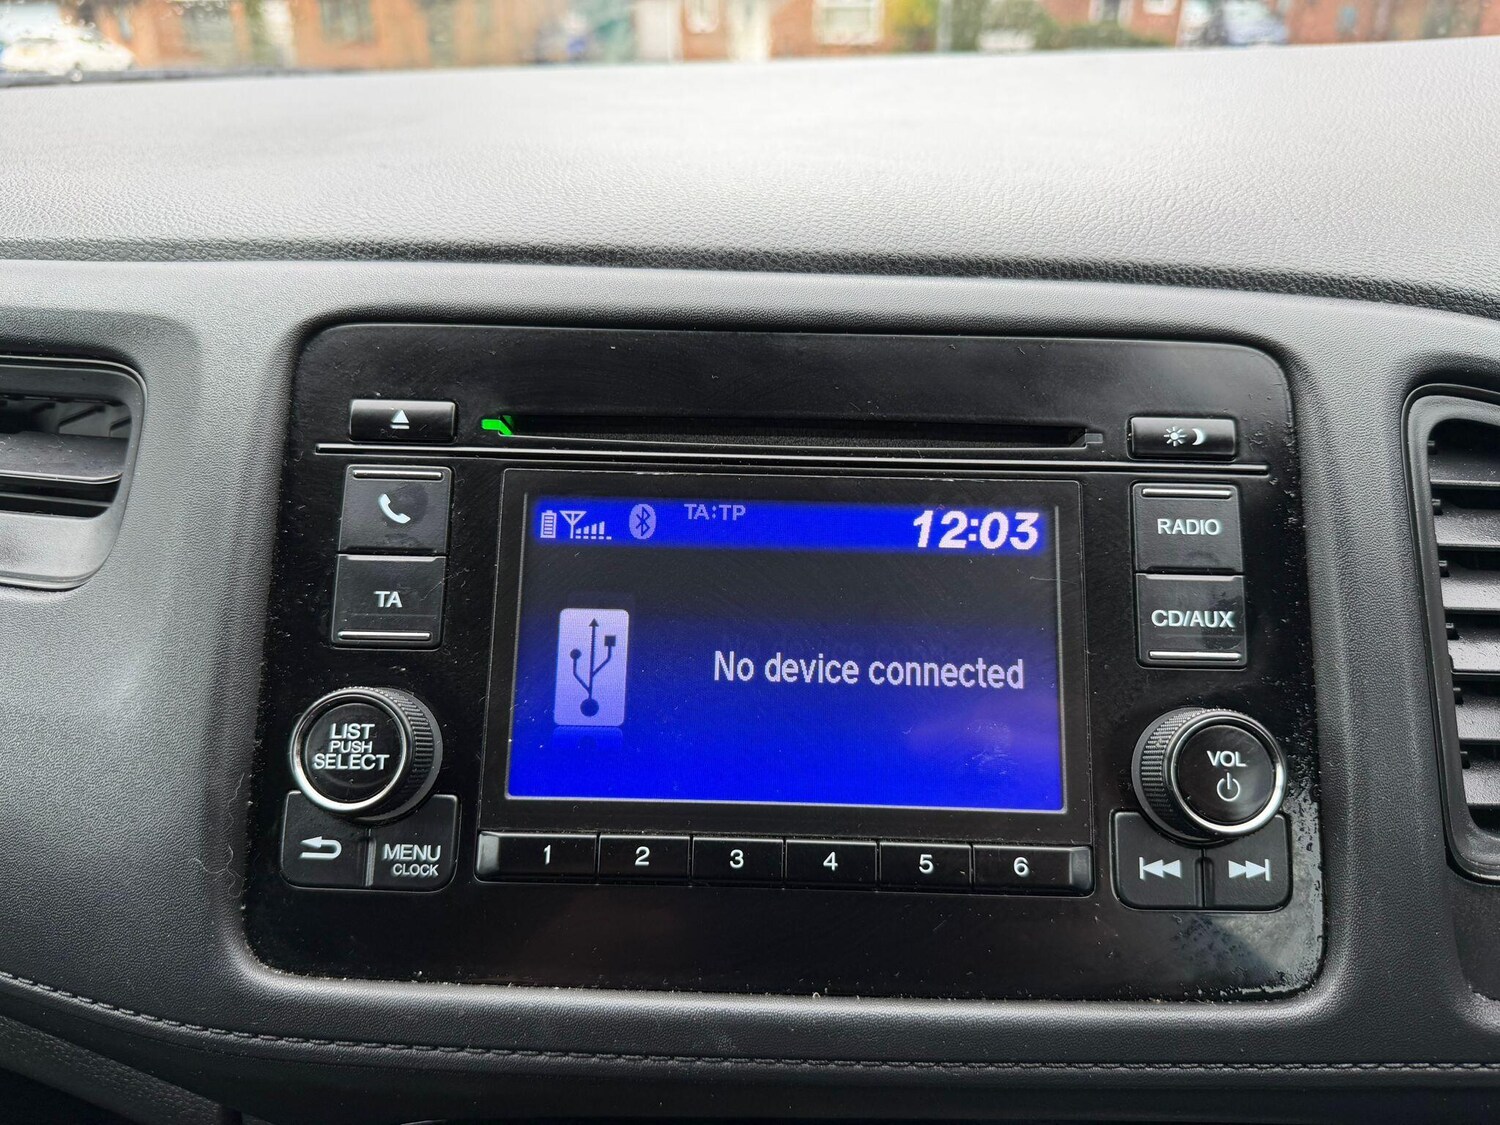 TA:TP
12:03
No device connected
TA
LIST
PUSH
SELECT
MENU
CLOCK
1 2 3 4 5 6
RADIO
CD/AUX
VOL